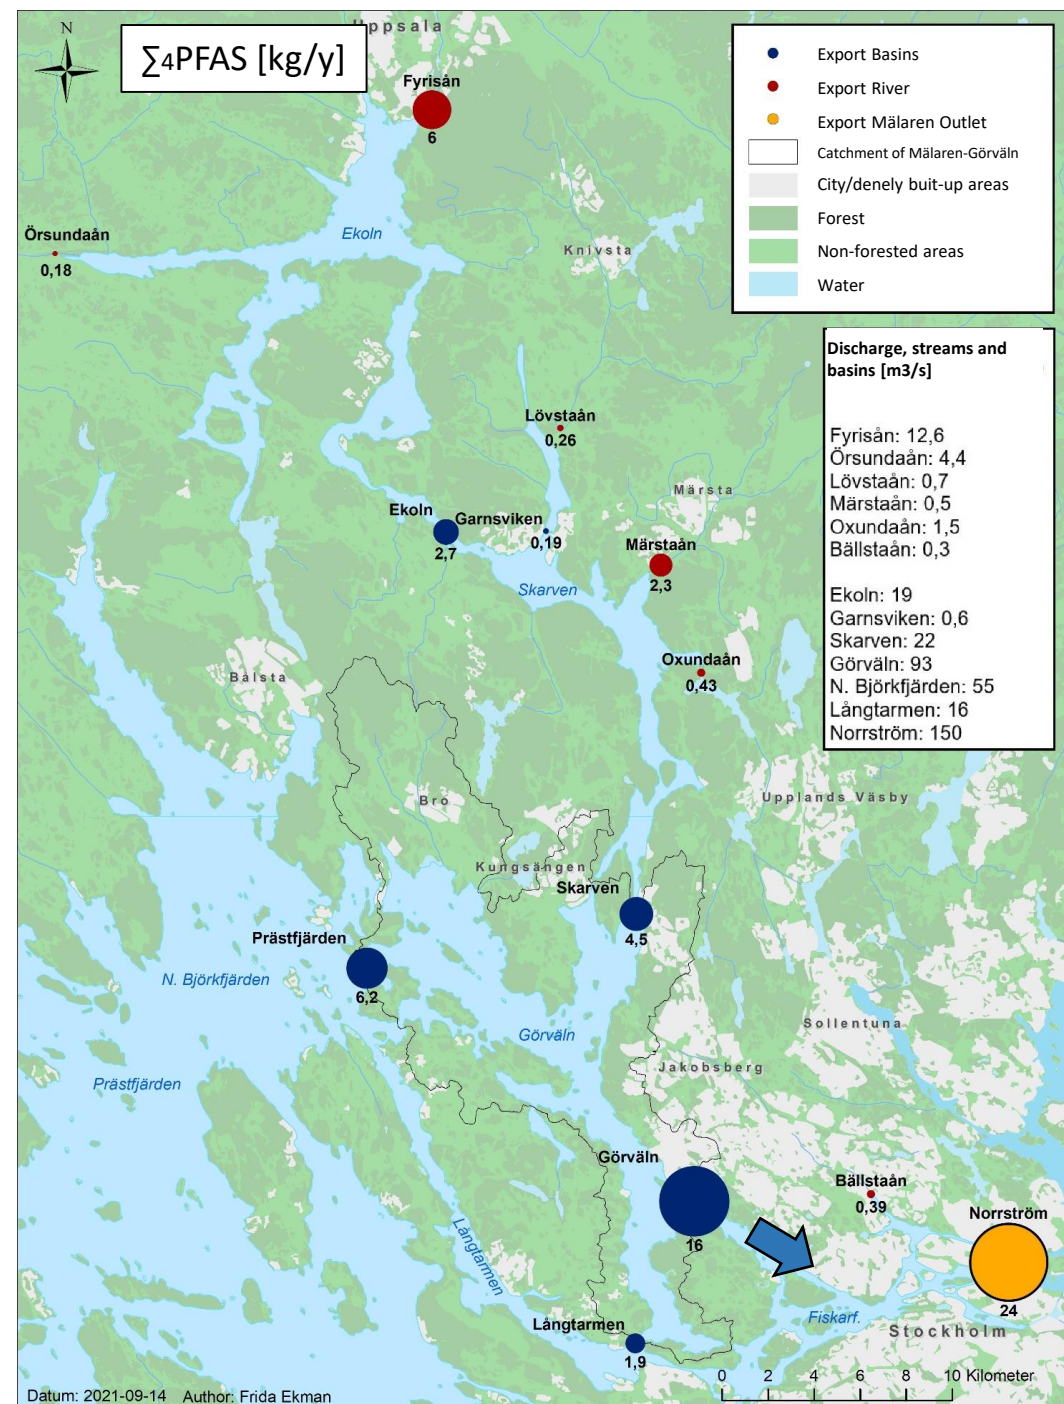 Uppsala
N
∑4PFAS [kg/y]
Export Basins
Export River
Export Mälaren Outlet
Catchment of Mälaren-Görväln
City/denely buit-up areas
Forest
Non-forested areas
Water
Fyrisån
6
Örsundaån
0,18
Ekoln
Knivsta
Discharge, streams and
basins [m3/s]
Fyrisån: 12,6
Örsundaån: 4,4
Lövstaån: 0,7
Märstaån: 0,5
Oxundaån: 1,5
Bällstaån: 0,3
Ekoln: 19
Garnsviken: 0,6
Skarven: 22
Görväln: 93
N. Björkfjärden: 55
Långtarmen: 16
Norrström: 150
Lövstaån
0,26
Märsta
Ekoln
2,7
Garnsviken
0,19
Märstaån
2,3
Skarven
Oxundaån
0,43
Bålsta
Bro
Upplands Väsby
Kungsängen
Skarven
4,5
Prästfjärden
6,2
N. Björkfjärden
Görväln
Sollentuna
Jakobsberg
Prästfjärden
Görväln
16
Bällstaån
0,39
Norrström
24
Långtarmen
Långtarmen
1,9
Fiskarf.
Stockholm
0 2 4 6 8 10 Kilometer
Datum: 2021-09-14 Author: Frida Ekman